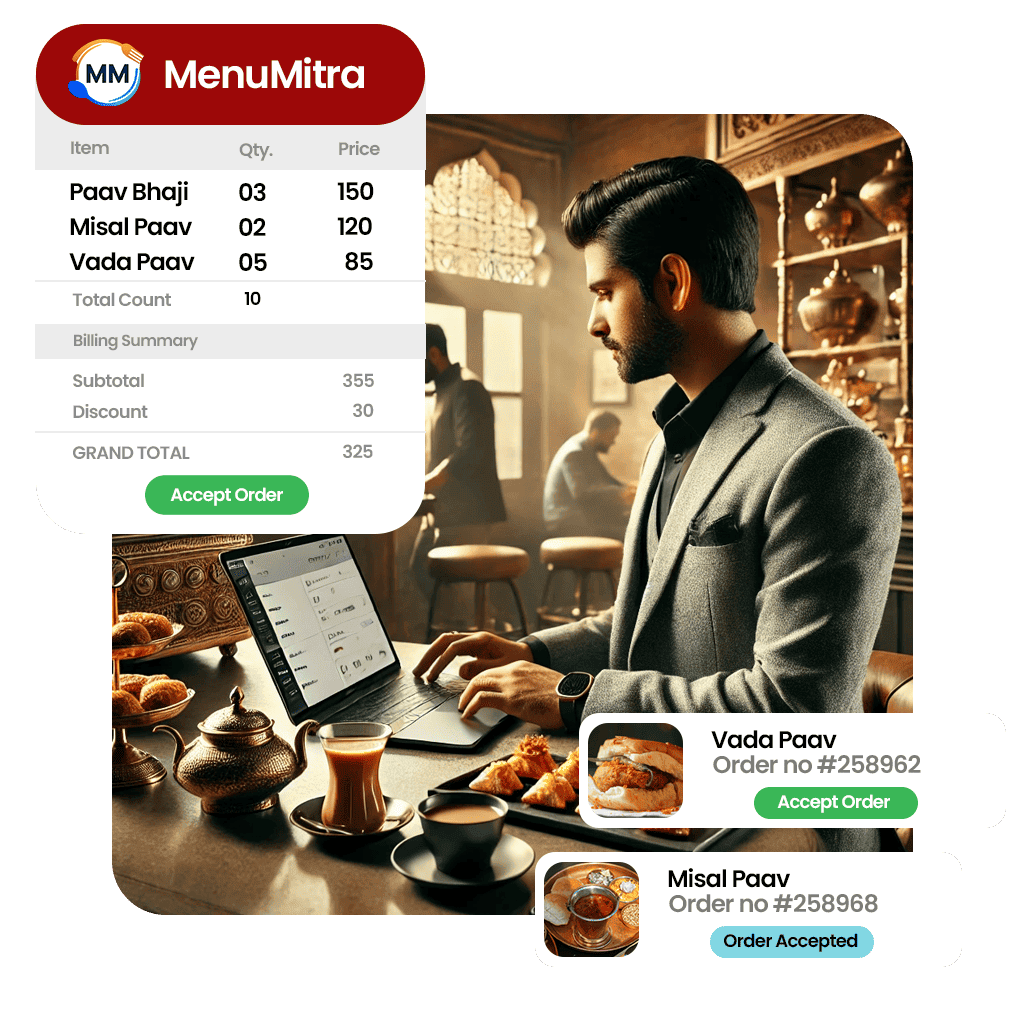 MM MenuMitra
Item Qty. Price
Paav Bhaji 03 150
Misal Paav 02 120
Vada Paav 05 85
Total Count 10
Billing Summary
Subtotal 355
Discount 30
GRAND TOTAL 325
Accept Order
Vada Paav
Order no #258962
Accept Order
Misal Paav
Order no #258968
Order Accepted